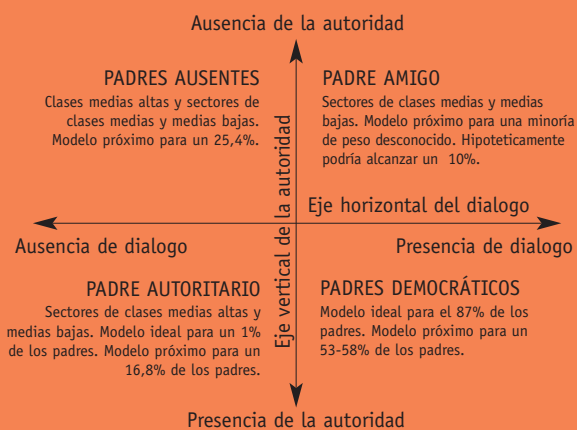 Ausencia de la autoridad
PADRES AUSENTES
Clases medias altas y sectores de
clases medias y medias bajas.
Modelo próximo para un 25,4%.
PADRE AMIGO
Sectores de clases medias y medias
bajas. Modelo próximo para una minoría
de peso desconocido. Hipoteticamente
podría alcanzar un 10%.
Eje vertical de la autoridad
Eje horizontal del dialogo
Ausencia de dialogo
Presencia de dialogo
PADRE AUTORITARIO
Sectores de clases medias altas y
medias bajas. Modelo ideal para un 1%
de los padres. Modelo próximo para un
16,8% de los padres.
PADRES DEMOCRÁTICOS
Modelo ideal para el 87% de los
padres. Modelo próximo para un
53-58% de los padres.
Presencia de la autoridad